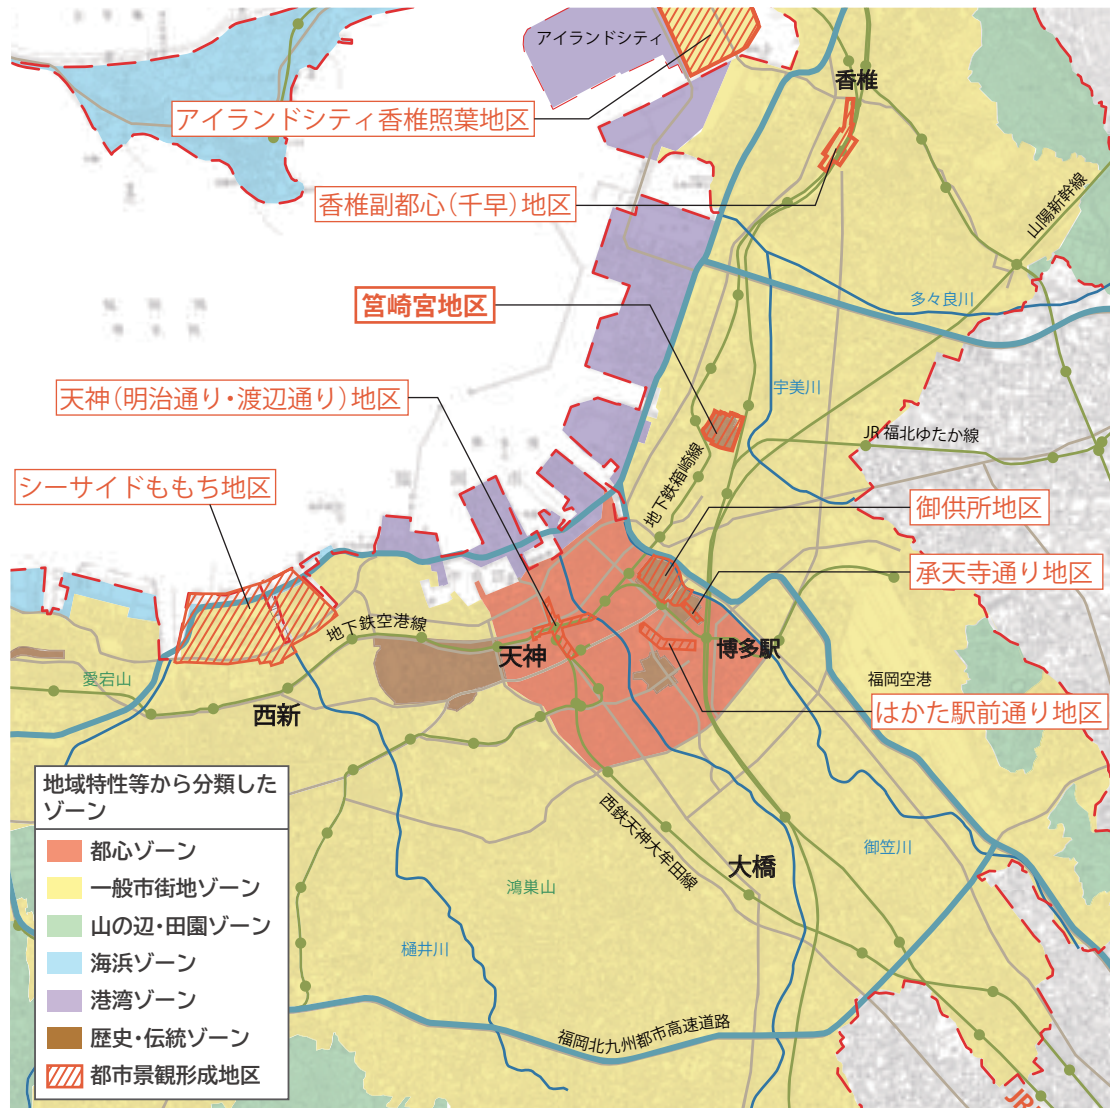 アイランドシティ
香椎
アイランドシティ香椎照葉地区
香椎副都心(千早)地区
山陽新幹線
筥崎宮地区
多々良川
天神(明治通り・渡辺通り)地区
宇美川
JR福北ゆたか線
地下鉄箱崎線
シーサイドももち地区
御供所地区
承天寺通り地区
地下鉄空港線
天神
博多駅
愛宕山
福岡空港
西新
はかた駅前通り地区
地域特性等から分類した
ゾーン
都心ゾーン
一般市街地ゾーン
山の辺・田園ゾーン
海浜ゾーン
港湾ゾーン
歴史・伝統ゾーン
都市景観形成地区
西鉄天神大牟田線
御笠川
大橋
鴻巣山
樋井川
福岡北九州都市高速道路
JR